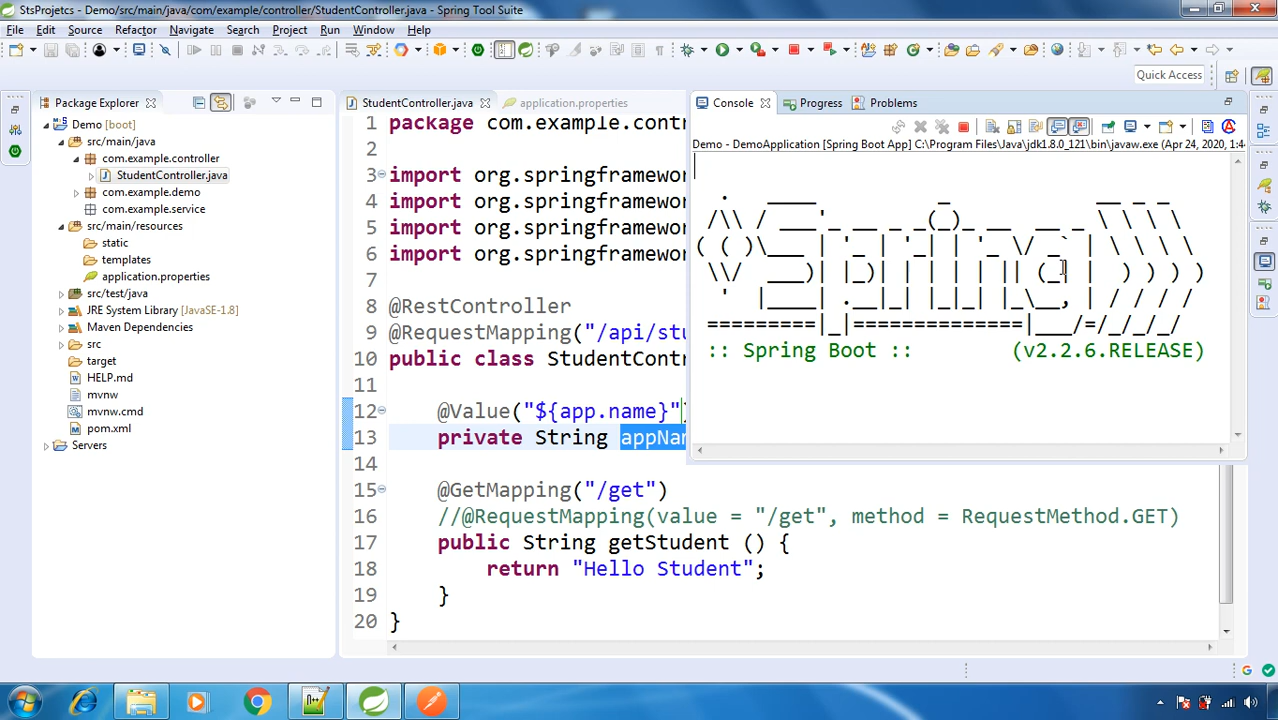 StsProjetcs - Demo/src/main/java/com/example/controller/StudentController.java - Spring Tool Suite
File Edit Source Refactor Navigate Search Project Run Window Help
Quick Access
Package Explorer
Demo [boot]
src/main/java
com.example.controller
StudentController.java
com.example.demo
com.example.service
src/main/resources
static
templates
application.properties
src/test/java
JRE System Library [JavaSE-1.8]
Maven Dependencies
src
target
HELP.md
mvnw
mvnw.cmd
pom.xml
Servers
StudentController.java application.properties
1 package com.example.contr
2
3 import org.springframewor
4 import org.springframewor
5 import org.springframewor
6 import org.springframewor
7
8 @RestController
9 @RequestMapping("/api/stu
10 public class StudentContr
11
12 @Value("${app.name}")
13 private String appNam
14
15 @GetMapping("/get")
16 //@RequestMapping(value = "/get", method = RequestMethod.GET)
17 public String getStudent () {
18 return "Hello Student";
19 }
20 }
Console Progress Problems
Demo - DemoApplication [Spring Boot App] C:\Program Files\Java\jdk1.8.0_121\bin\javaw.exe (Apr 24, 2020, 1:4
Spring
:: Spring Boot :: (v2.2.6.RELEASE)